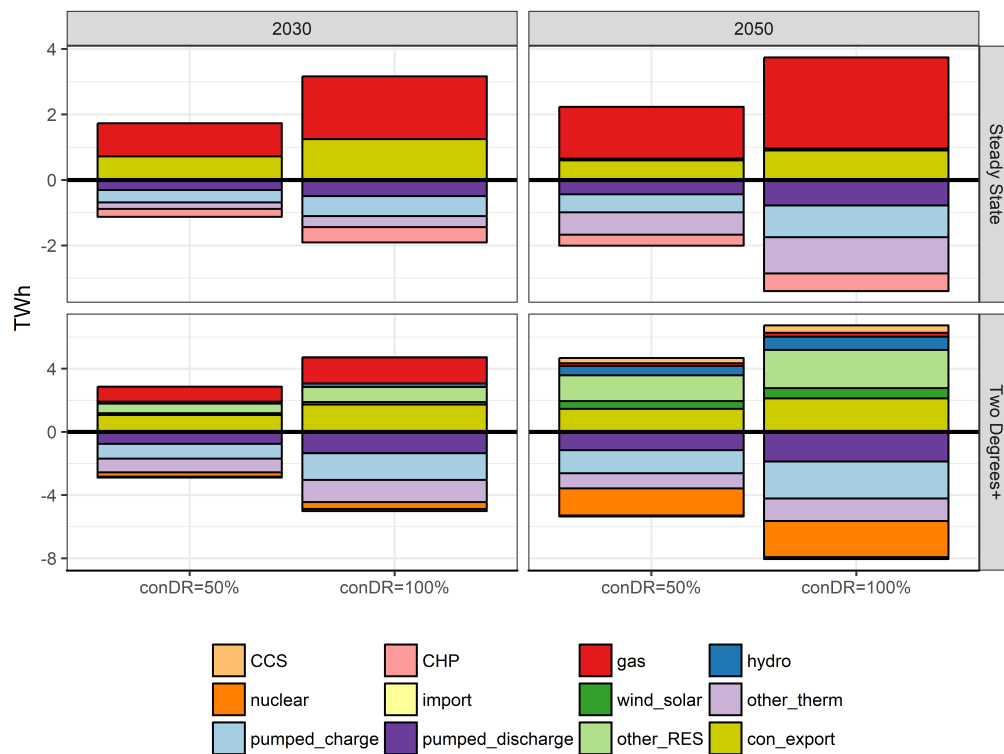 2030 2050
4
2
0
-2
Steady State
TWh
4
0
-4
-8
Two Degrees+
conDR=50% conDR=100% conDR=50% conDR=100%
CCS CHP gas hydro
nuclear import wind_solar other_therm
pumped_charge pumped_discharge other_RES con_export